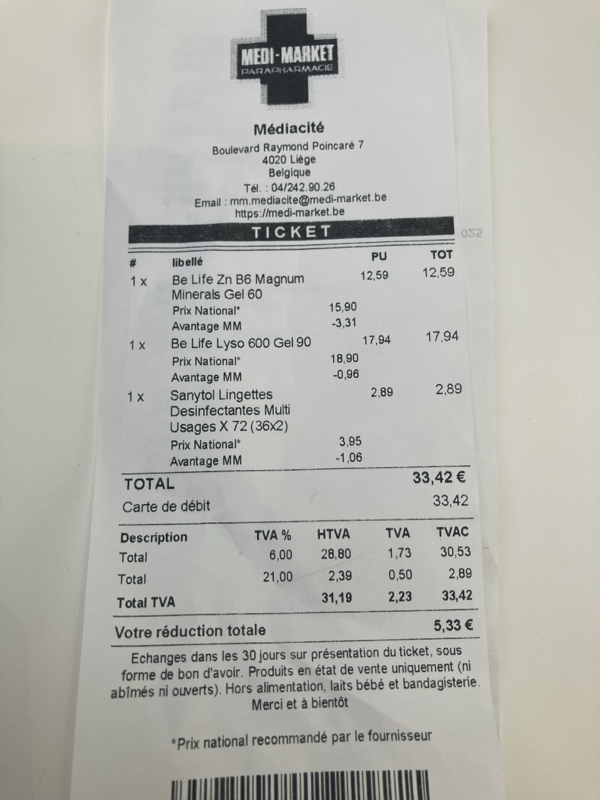 MEDI-MARKET
PARAPHARMACIE
Médiacité
Boulevard Raymond Poincaré 7
4020 Liège
Belgique
Tél. : 04/242.90.26
Email : mm.mediacite@medi-market.be
https://medi-market.be
TICKET
# libellé PU TOT
1 x Be Life Zn B6 Magnum 12,59 12,59
Minerals Gel 60
Prix National* 15,90
Avantage MM -3,31
1 x Be Life Lyso 600 Gel 90 17,94 17,94
Prix National* 18,90
Avantage MM -0,96
1 x Sanytol Lingettes 2,89 2,89
Desinfectantes Multi
Usages X 72 (36x2)
Prix National* 3,95
Avantage MM -1,06
TOTAL 33,42 €
Carte de débit 33,42
Description TVA % HTVA TVA TVAC
Total 6,00 28,80 1,73 30,53
Total 21,00 2,39 0,50 2,89
Total TVA 31,19 2,23 33,42
Votre réduction totale 5,33 €
Echanges dans les 30 jours sur présentation du ticket, sous
forme de bon d'avoir. Produits en état de vente uniquement (ni
abîmés ni ouverts). Hors alimentation, laits bébé et bandagisterie.
Merci et à bientôt
*Prix national recommandé par le fournisseur